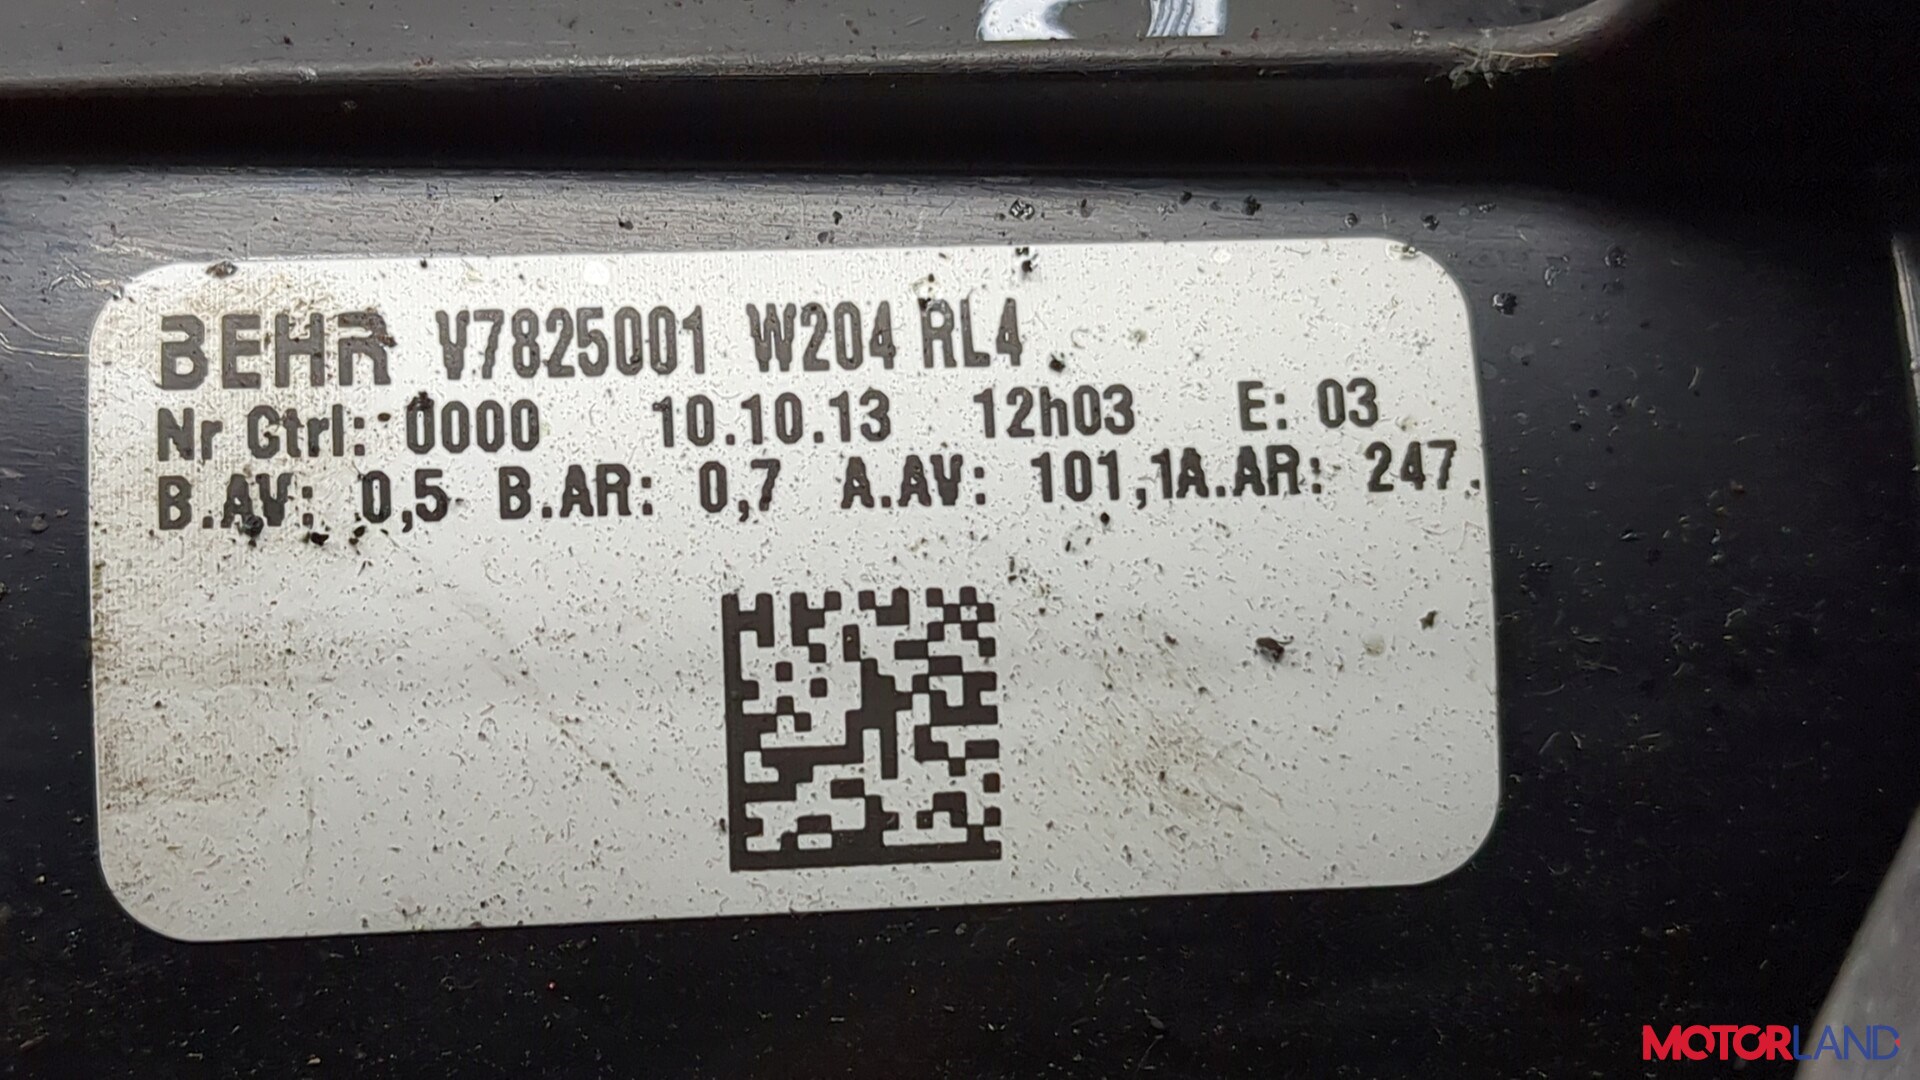 BEHR V7825001 W204 RL4
Nr Ctrl: 0000 10.10.13 12h03 E: 03
B.AV: 0,5 B.AR: 0,7 A.AV: 101,1A.AR: 247.
MOTORLAND